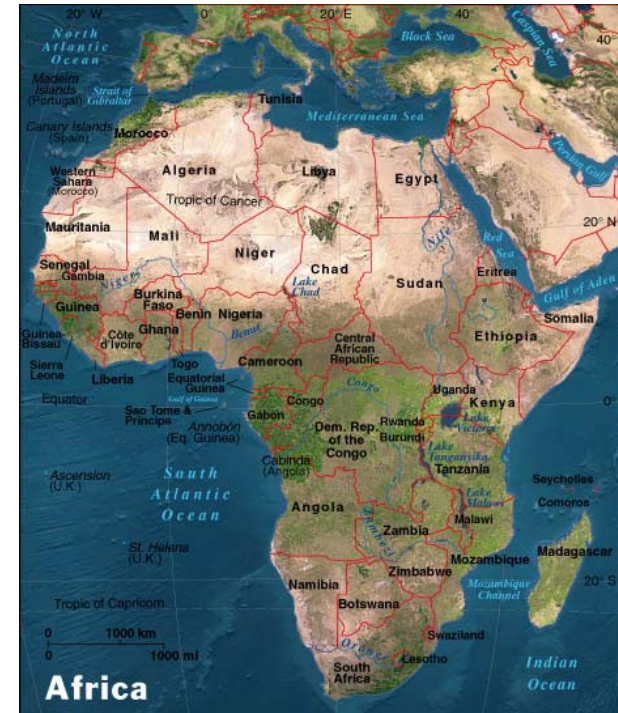 20° W
0°
20° E
40°
40°
North
Atlantic
Ocean
Black Sea
Caspian Sea
Madeira
Islands
(Portugal)
Strait of
Gibraltar
Tunisia
Mediterranean Sea
Canary Islands
(Spain)
Morocco
Persian Gulf
Western
Sahara
(Morocco)
Algeria
Libya
Egypt
Tropic of Cancer
20° N
Mauritania
Mali
Niger
Chad
Nile
Red
Sea
Sudan
Eritrea
Senegal
Gambia
Niger
Lake
Chad
Gulf of Aden
Guinea
Burkina
Faso
Benin
Nigeria
Somalia
Guinea-
Bissau
Côte
d'Ivoire
Ghana
Benue
Central
African
Republic
Ethiopia
Sierra
Leone
Liberia
Togo
Cameroon
Equatorial
Guinea
Gulf of Guinea
Congo
Uganda
Kenya
Equator
0°
Sao Tome &
Principe
Gabon
Congo
Annobón
(Eq. Guinea)
Dem. Rep.
of the
Congo
Rwanda
Burundi
Lake
Victoria
Cabinda
(Angola)
Lake
Tanganyika
Tanzania
Ascension
(U.K.)
South
Atlantic
Ocean
Seychelles
Comoros
Lake
Malawi
Angola
Malawi
Zambezi
Zambia
St. Helena
(U.K.)
Mozambique
Madagascar
Zimbabwe
Namibia
Mozambique
Channel
20° S
Botswana
Tropic of Capricorn
Swaziland
0 1000 km
0 1000 mi
Orange
Lesotho
South
Africa
Indian
Ocean
Africa